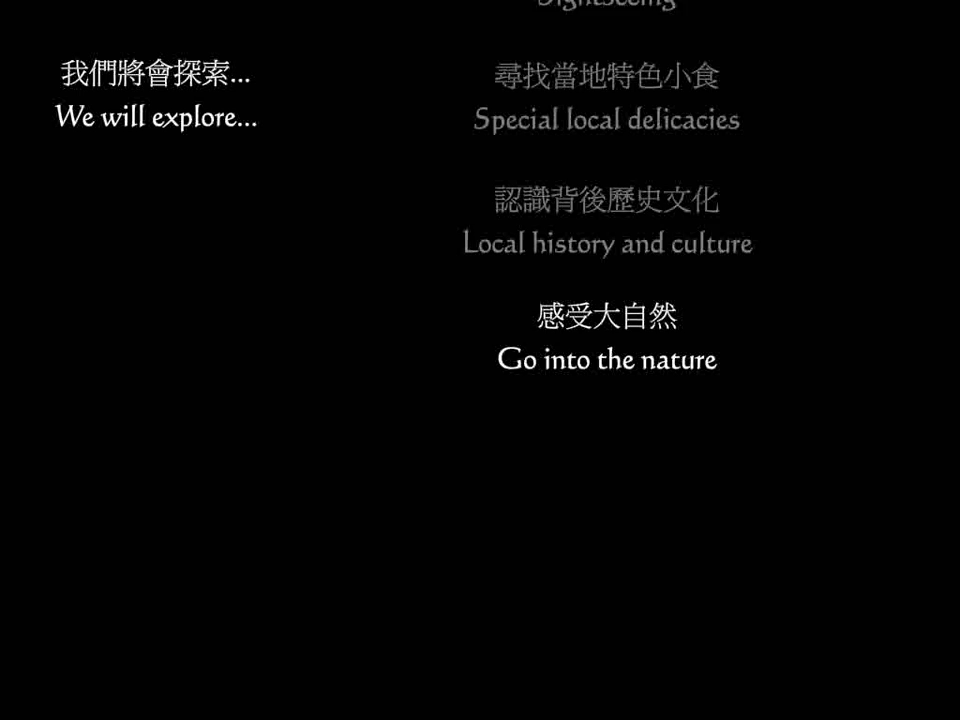 我們將會探索...
We will explore...
Sightseeing
尋找當地特色小食
Special local delicacies
認識背後歷史文化
Local history and culture
感受大自然
Go into the nature